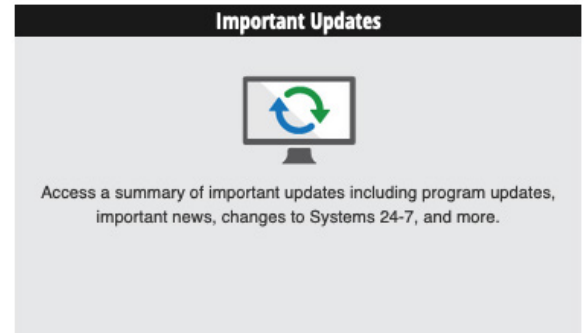 Important Updates
Access a summary of important updates including program updates,
important news, changes to Systems 24-7, and more.